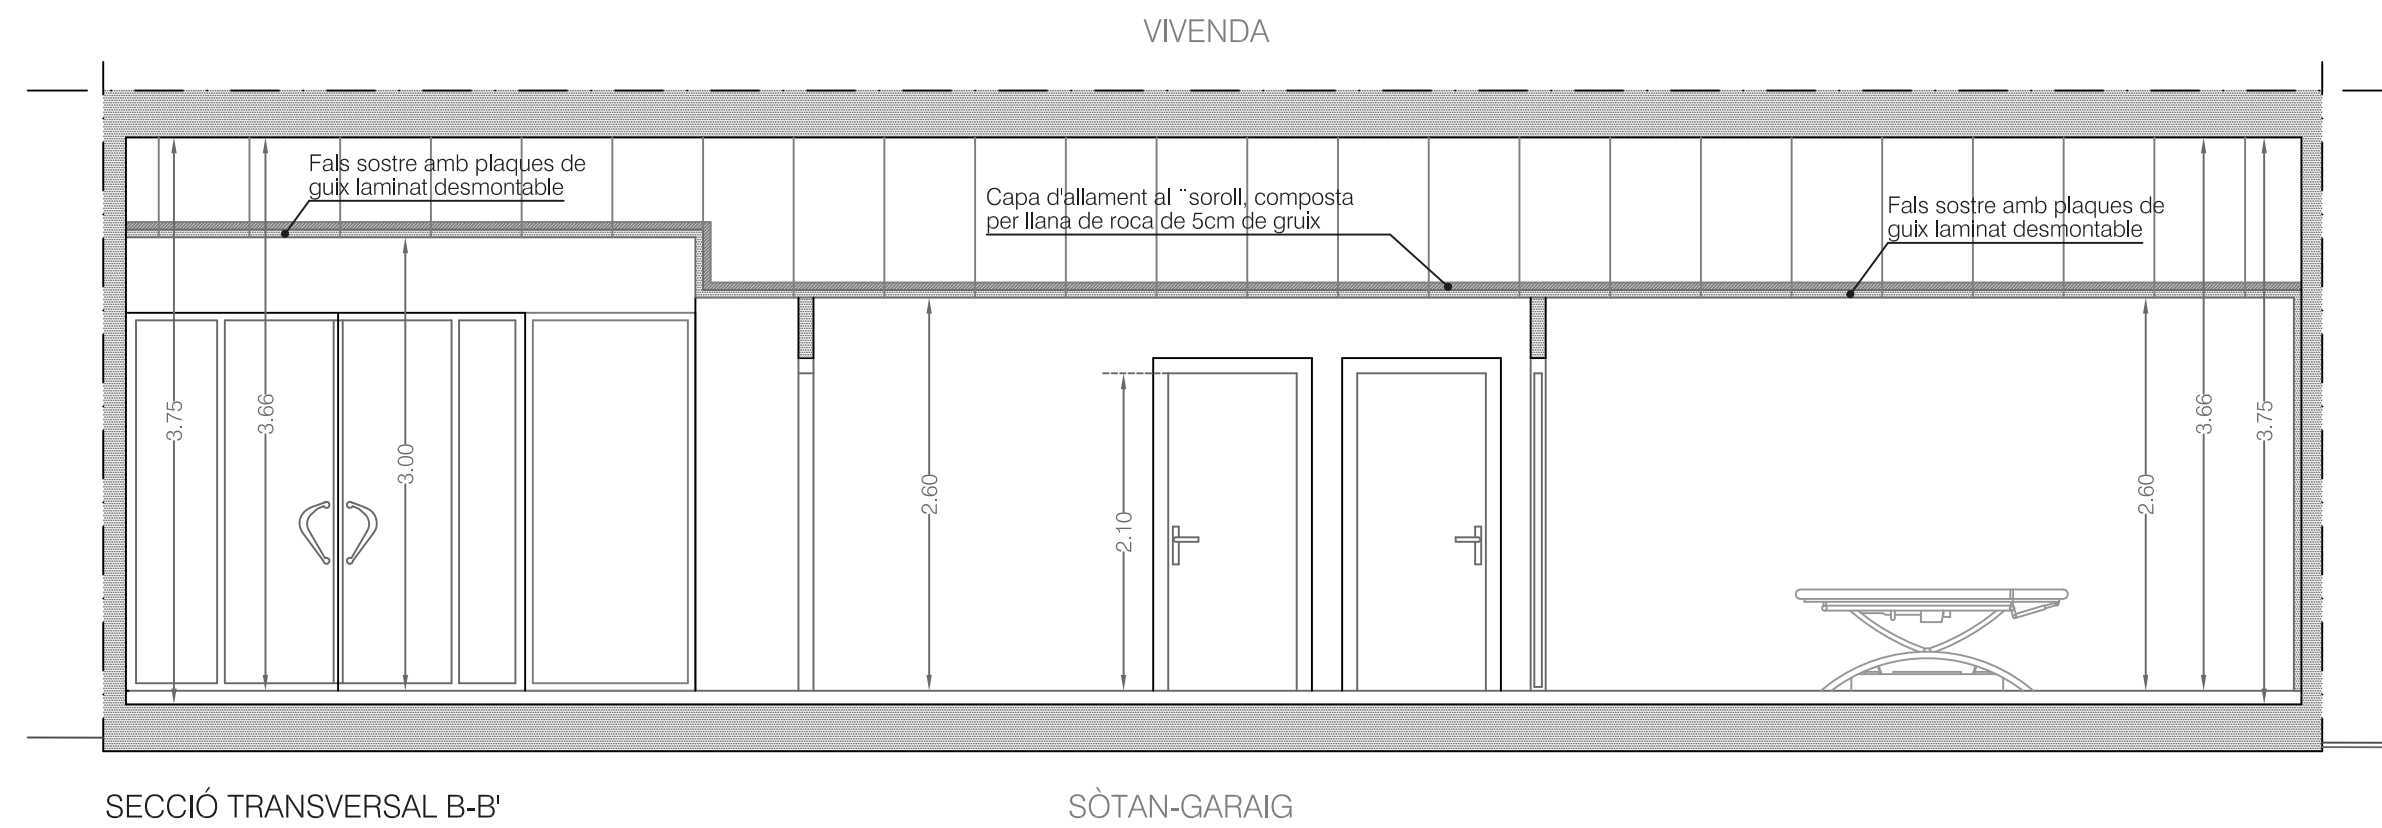 VIVENDA
Fals sostre amb plaques de
guix laminat desmontable
Capa d'allament al ¨soroll, composta
per llana de roca de 5cm de gruix
Fals sostre amb plaques de
guix laminat desmontable
3.75
3.66
3.00
2.60
2.10
2.60
3.66
3.75
SECCIÓ TRANSVERSAL B-B'
SÒTAN-GARAIG